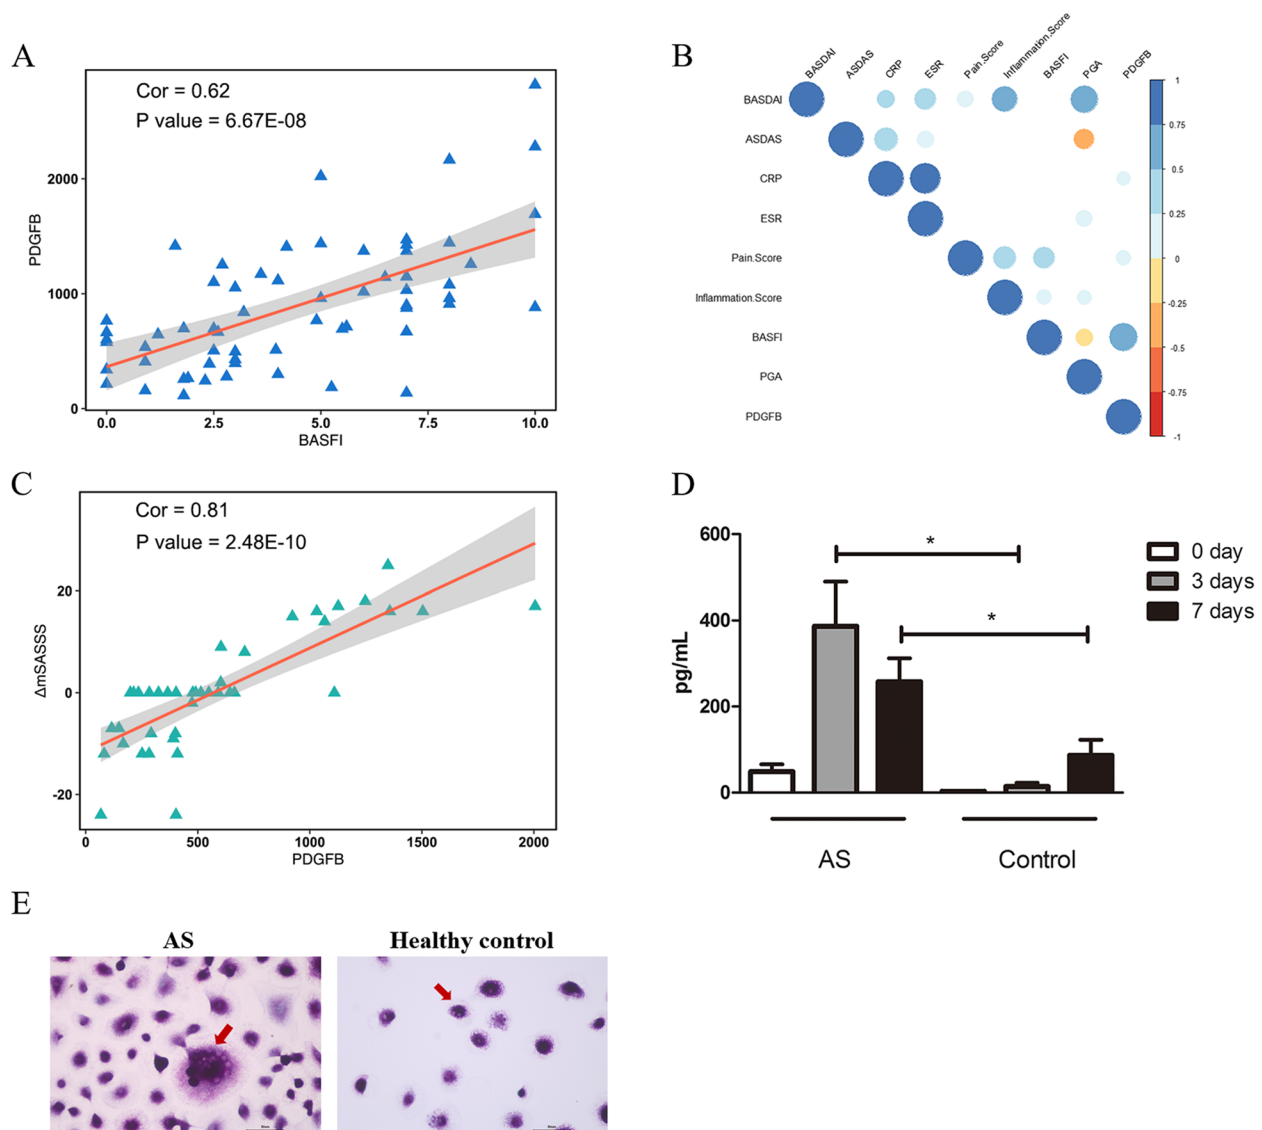 A
Cor = 0.62
P value = 6.67E-08
PDGFB
2000
1000
0
0.0 2.5 5.0 7.5 10.0
BASFI
B
BASDAI ASDAS CRP ESR Pain.Score Inflammation.Score BASFI PGA PDGFB
BASDAI
ASDAS
CRP
ESR
Pain.Score
Inflammation.Score
BASFI
PGA
PDGFB
1
0.75
0.5
0.25
0
-0.25
-0.5
-0.75
-1
C
Cor = 0.81
P value = 2.48E-10
ΔmSASSS
20
0
-20
0 500 1000 1500 2000
PDGFB
D
pg/mL
600
400
200
0
*
*
0 day
3 days
7 days
AS Control
E
AS Healthy control